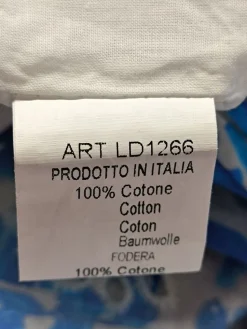 ART LD1266
PRODOTTO IN ITALIA
100% Cotone
Cotton
Coton
Baumwolle
FODERA
100% Cotone